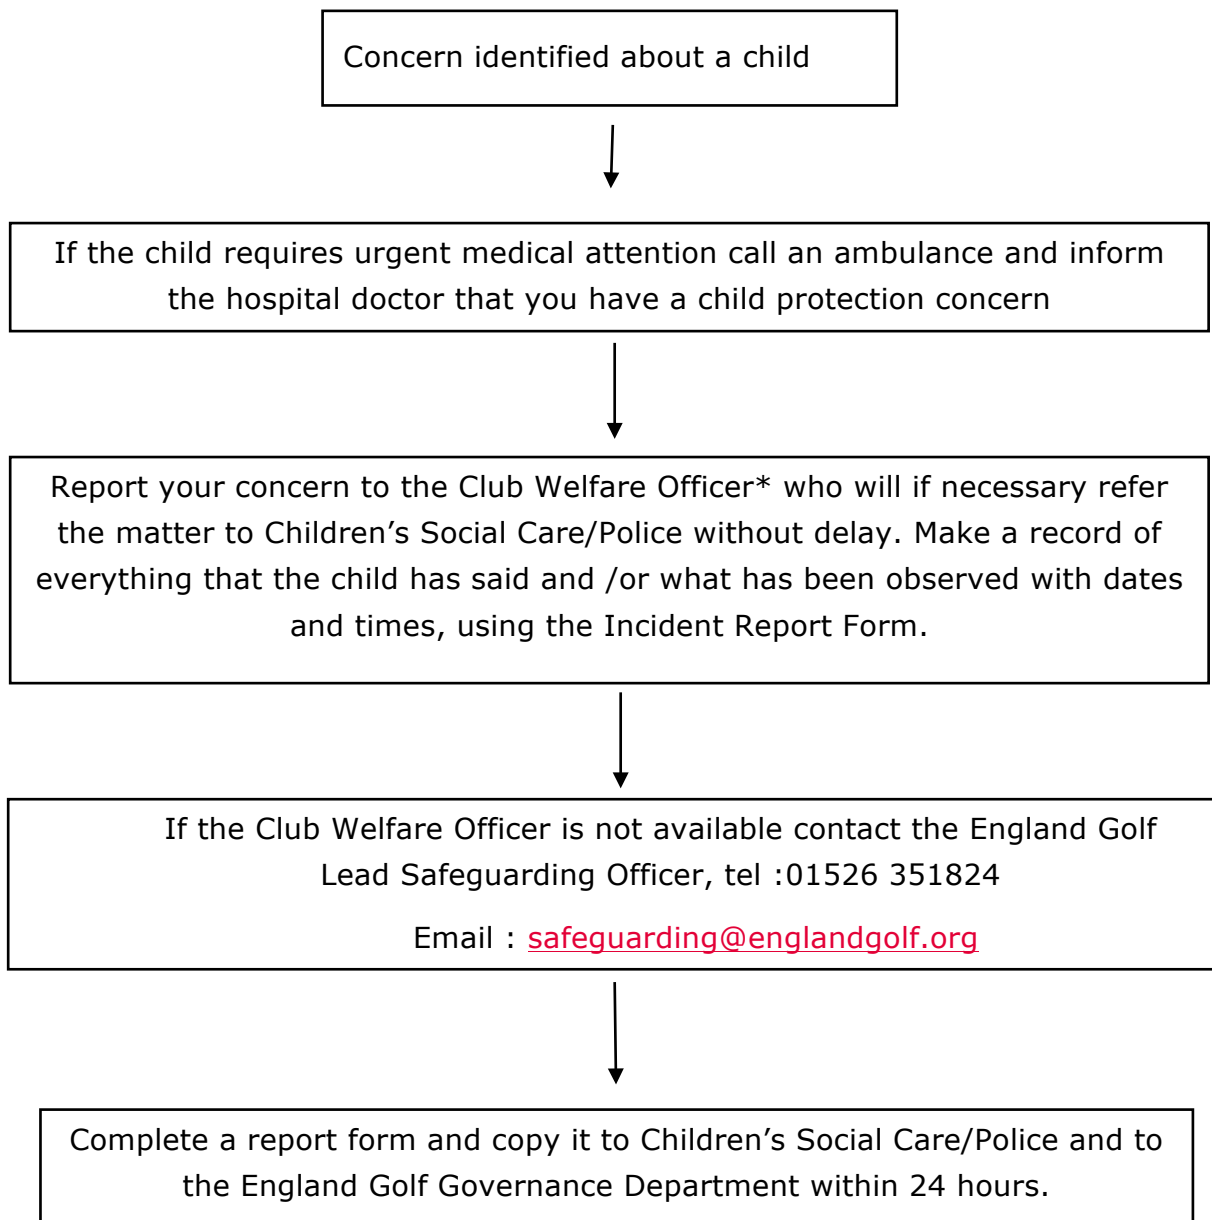 Concern identified about a child
If the child requires urgent medical attention call an ambulance and inform
the hospital doctor that you have a child protection concern
Report your concern to the Club Welfare Officer* who will if necessary refer
the matter to Children’s Social Care/Police without delay. Make a record of
everything that the child has said and /or what has been observed with dates
and times, using the Incident Report Form.
If the Club Welfare Officer is not available contact the England Golf
Lead Safeguarding Officer, tel :01526 351824
Email : safeguarding@englandgolf.org
Complete a report form and copy it to Children’s Social Care/Police and to
the England Golf Governance Department within 24 hours.